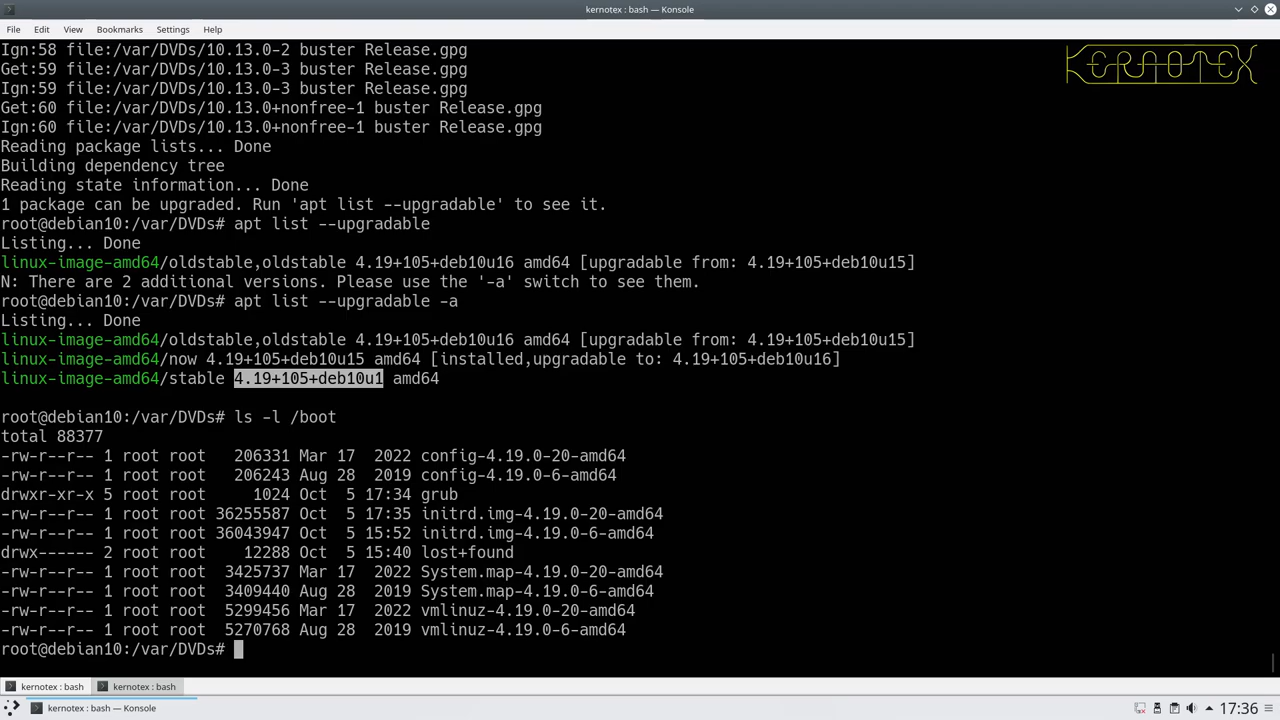 kernotex : bash — Konsole
File Edit View Bookmarks Settings Help
Ign:58 file:/var/DVDs/10.13.0-2 buster Release.gpg
Get:59 file:/var/DVDs/10.13.0-3 buster Release.gpg
Ign:59 file:/var/DVDs/10.13.0-3 buster Release.gpg
Get:60 file:/var/DVDs/10.13.0+nonfree-1 buster Release.gpg
Ign:60 file:/var/DVDs/10.13.0+nonfree-1 buster Release.gpg
KERNOTEX
Reading package lists... Done
Building dependency tree
Reading state information... Done
1 package can be upgraded. Run 'apt list --upgradable' to see it.
root@debian10:/var/DVDs# apt list --upgradable
Listing... Done
linux-image-amd64/oldstable,oldstable 4.19+105+deb10u16 amd64 [upgradable from: 4.19+105+deb10u15]
N: There are 2 additional versions. Please use the '-a' switch to see them.
root@debian10:/var/DVDs# apt list --upgradable -a
Listing... Done
linux-image-amd64/oldstable,oldstable 4.19+105+deb10u16 amd64 [upgradable from: 4.19+105+deb10u15]
linux-image-amd64/now 4.19+105+deb10u15 amd64 [installed,upgradable to: 4.19+105+deb10u16]
linux-image-amd64/stable 4.19+105+deb10u1 amd64
root@debian10:/var/DVDs# ls -l /boot
total 88377
-rw-r--r-- 1 root root   206331 Mar 17  2022 config-4.19.0-20-amd64
-rw-r--r-- 1 root root   206243 Aug 28  2019 config-4.19.0-6-amd64
drwxr-xr-x 5 root root     1024 Oct  5 17:34 grub
-rw-r--r-- 1 root root 36255587 Oct  5 17:35 initrd.img-4.19.0-20-amd64
-rw-r--r-- 1 root root 36043947 Oct  5 15:52 initrd.img-4.19.0-6-amd64
drwx------ 2 root root    12288 Oct  5 15:40 lost+found
-rw-r--r-- 1 root root  3425737 Mar 17  2022 System.map-4.19.0-20-amd64
-rw-r--r-- 1 root root  3409440 Aug 28  2019 System.map-4.19.0-6-amd64
-rw-r--r-- 1 root root  5299456 Mar 17  2022 vmlinuz-4.19.0-20-amd64
-rw-r--r-- 1 root root  5270768 Aug 28  2019 vmlinuz-4.19.0-6-amd64
root@debian10:/var/DVDs#
kernotex : bash kernotex : bash
kernotex : bash — Konsole 17:36